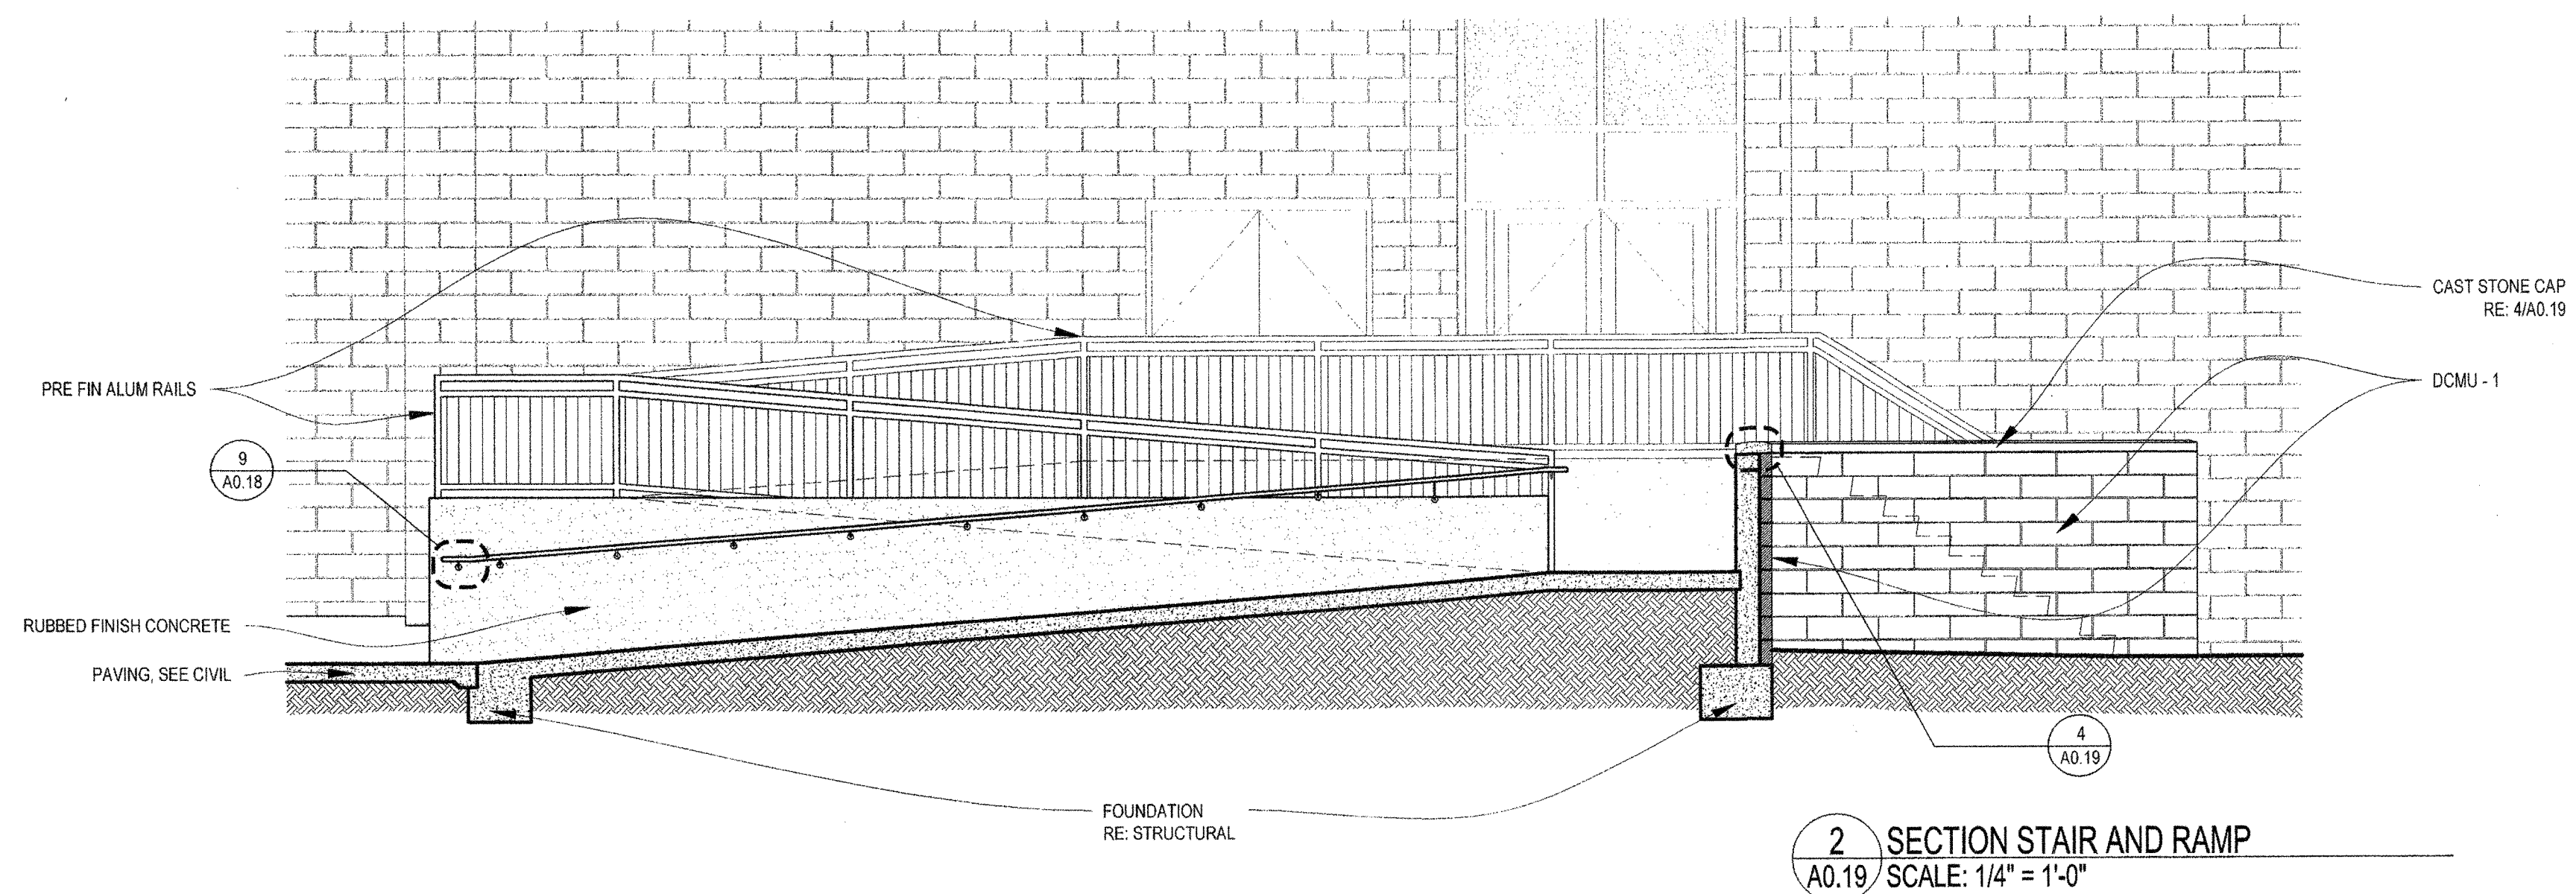 CAST STONE CAP
RE: 4/A0.19
PRE FIN ALUM RAILS
DCMU - 1
9
A0.18
RUBBED FINISH CONCRETE
PAVING, SEE CIVIL
4
A0.19
FOUNDATION
RE: STRUCTURAL
2
A0.19
SECTION STAIR AND RAMP
SCALE: 1/4" = 1'-0"